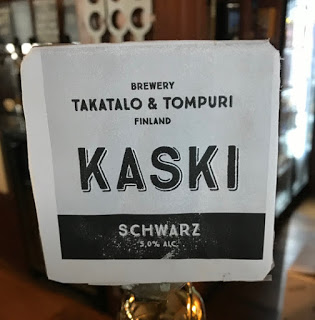 BREWERY
TAKATALO & TOMPURI
FINLAND
KASKI
SCHWARZ
5,0% ALC.